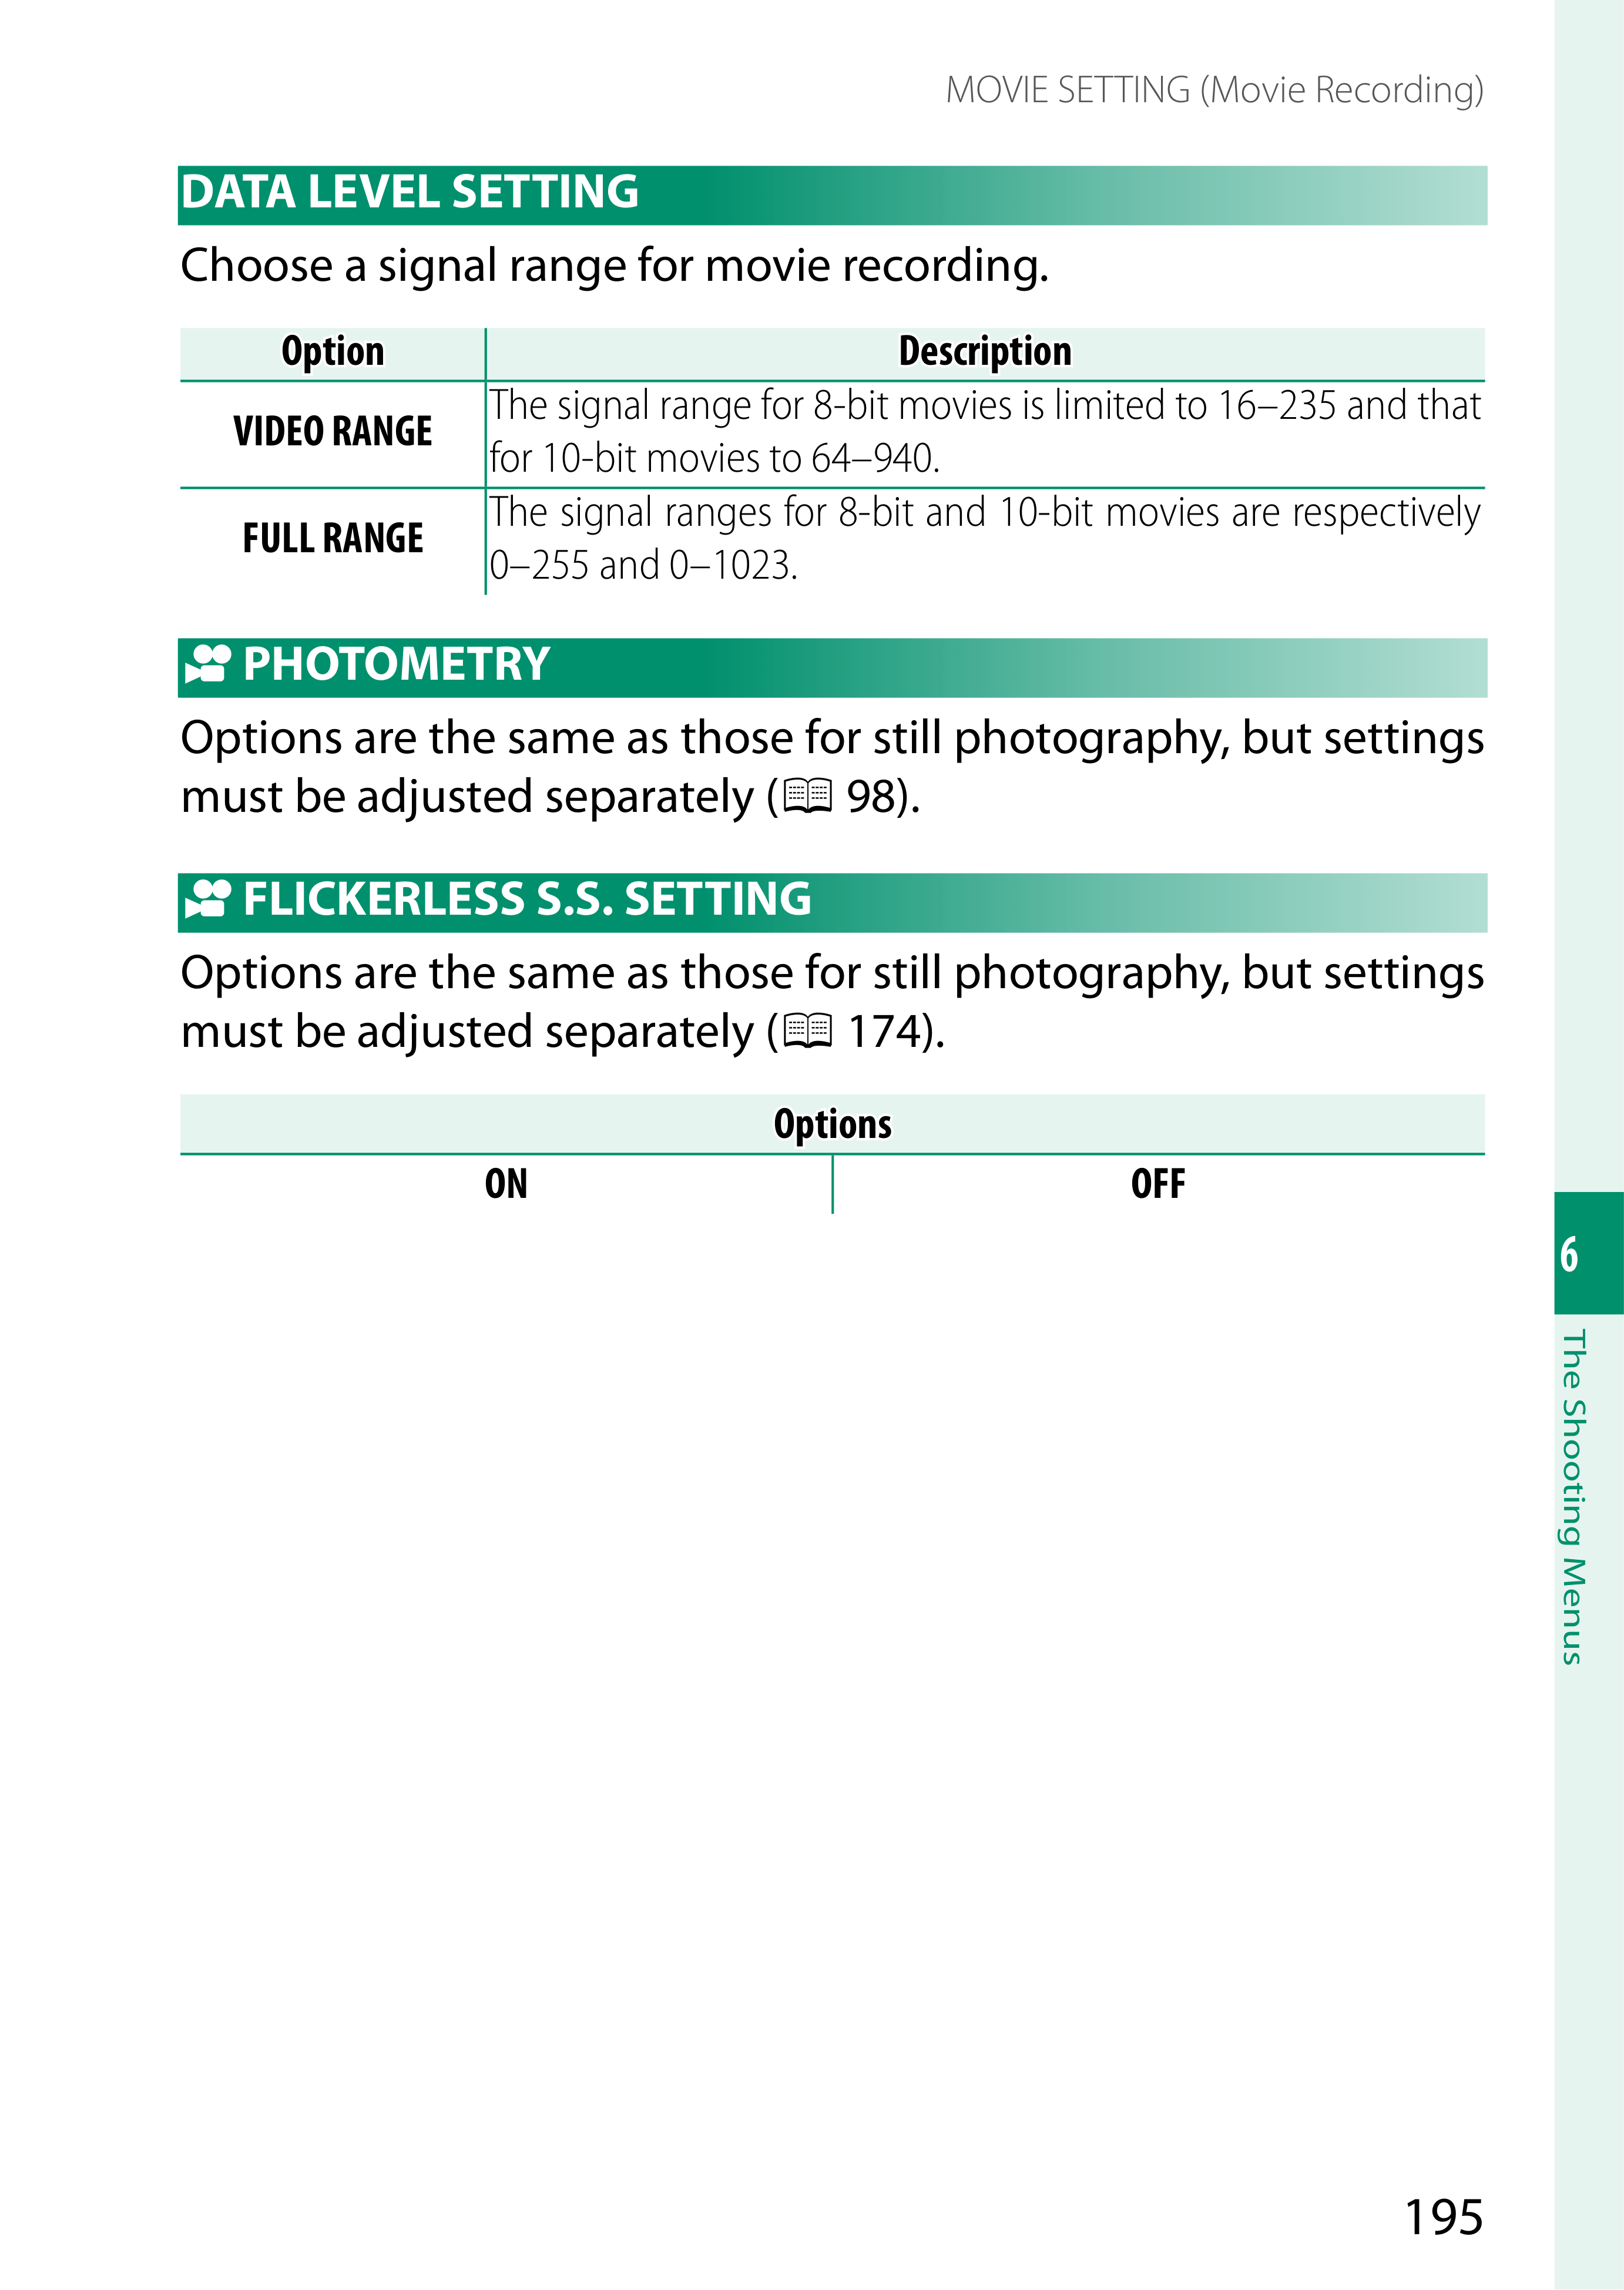 MOVIE SETTING (Movie Recording)
DATA LEVEL SETTING
Choose a signal range for movie recording.
Option Description
VIDEO RANGE The signal range for 8-bit movies is limited to 16–235 and that
for 10-bit movies to 64–940.
FULL RANGE The signal ranges for 8-bit and 10-bit movies are respectively
0–255 and 0–1023.
PHOTOMETRY
Options are the same as those for still photography, but settings
must be adjusted separately (98).
FLICKERLESS S.S. SETTING
Options are the same as those for still photography, but settings
must be adjusted separately (174).
Options
ON OFF
6
The Shooting Menus
195